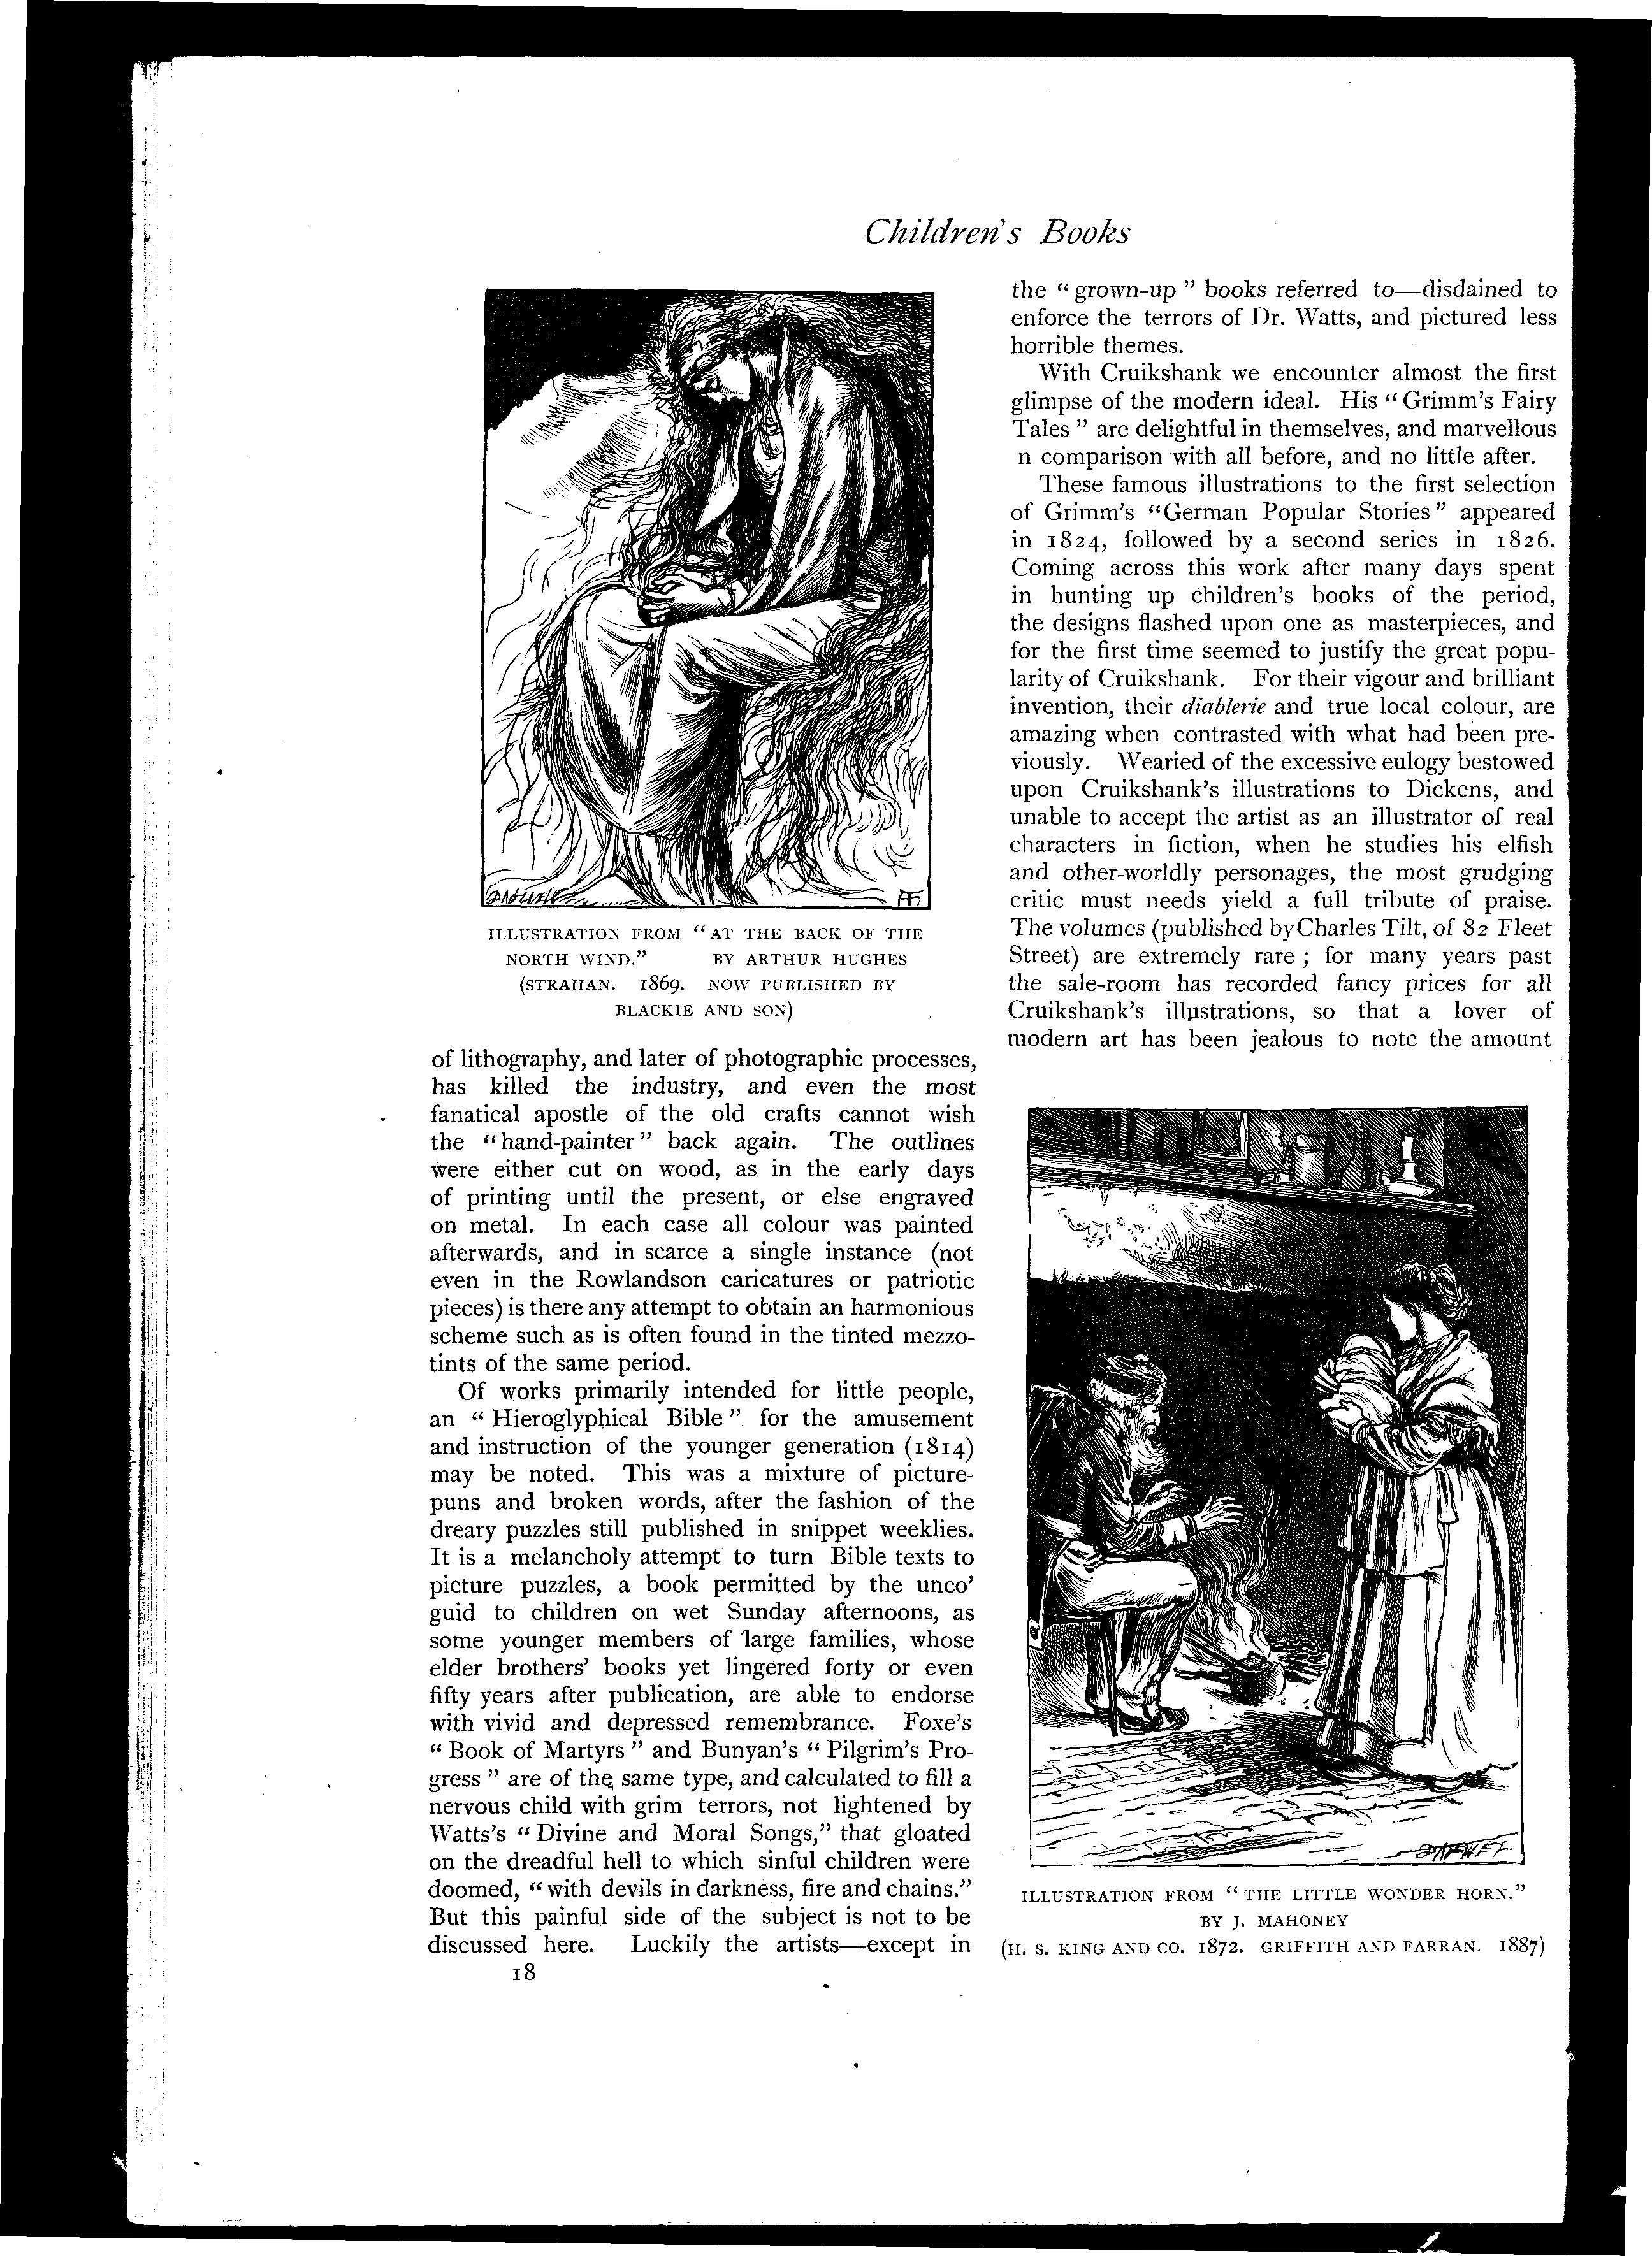 Children's Books
ILLUSTRATION FROM "AT THE BACK OF THE
NORTH WIND." BY ARTHUR HUGHES
(STRAHAN. 1869. NOW PUBLISHED BY
BLACKIE AND SON)
of lithography, and later of photographic processes,
has killed the industry, and even the most
fanatical apostle of the old crafts cannot wish
the "hand-painter" back again. The outlines
were either cut on wood, as in the early days
of printing until the present, or else engraved
on metal. In each case all colour was painted
afterwards, and in scarce a single instance (not
even in the Rowlandson caricatures or patriotic
pieces) is there any attempt to obtain an harmonious
scheme such as is often found in the tinted mezzo-
tints of the same period.
Of works primarily intended for little people,
an "Hieroglyphical Bible" for the amusement
and instruction of the younger generation (1814)
may be noted. This was a mixture of picture-
puns and broken words, after the fashion of the
dreary puzzles still published in snippet weeklies.
It is a melancholy attempt to turn Bible texts to
picture puzzles, a book permitted by the unco'
guid to children on wet Sunday afternoons, as
some younger members of large families, whose
elder brothers' books yet lingered forty or even
fifty years after publication, are able to endorse
with vivid and depressed remembrance. Foxe's
"Book of Martyrs" and Bunyan's "Pilgrim's Pro-
gress" are of the same type, and calculated to fill a
nervous child with grim terrors, not lightened by
Watts's "Divine and Moral Songs," that gloated
on the dreadful hell to which sinful children were
doomed, "with devils in darkness, fire and chains."
But this painful side of the subject is not to be
discussed here. Luckily the artists—except in
18
the "grown-up" books referred to—disdained to
enforce the terrors of Dr. Watts, and pictured less
horrible themes.
With Cruikshank we encounter almost the first
glimpse of the modern ideal. His "Grimm's Fairy
Tales" are delightful in themselves, and marvellous
n comparison with all before, and no little after.
These famous illustrations to the first selection
of Grimm's "German Popular Stories" appeared
in 1824, followed by a second series in 1826.
Coming across this work after many days spent
in hunting up children's books of the period,
the designs flashed upon one as masterpieces, and
for the first time seemed to justify the great popu-
larity of Cruikshank. For their vigour and brilliant
invention, their diablerie and true local colour, are
amazing when contrasted with what had been pre-
viously. Wearied of the excessive eulogy bestowed
upon Cruikshank's illustrations to Dickens, and
unable to accept the artist as an illustrator of real
characters in fiction, when he studies his elfish
and other-worldly personages, the most grudging
critic must needs yield a full tribute of praise.
The volumes (published by Charles Tilt, of 82 Fleet
Street) are extremely rare; for many years past
the sale-room has recorded fancy prices for all
Cruikshank's illustrations, so that a lover of
modern art has been jealous to note the amount
ILLUSTRATION FROM "THE LITTLE WONDER HORN."
BY J. MAHONEY
(H. S. KING AND CO. 1872. GRIFFITH AND FARRAN. 1887)